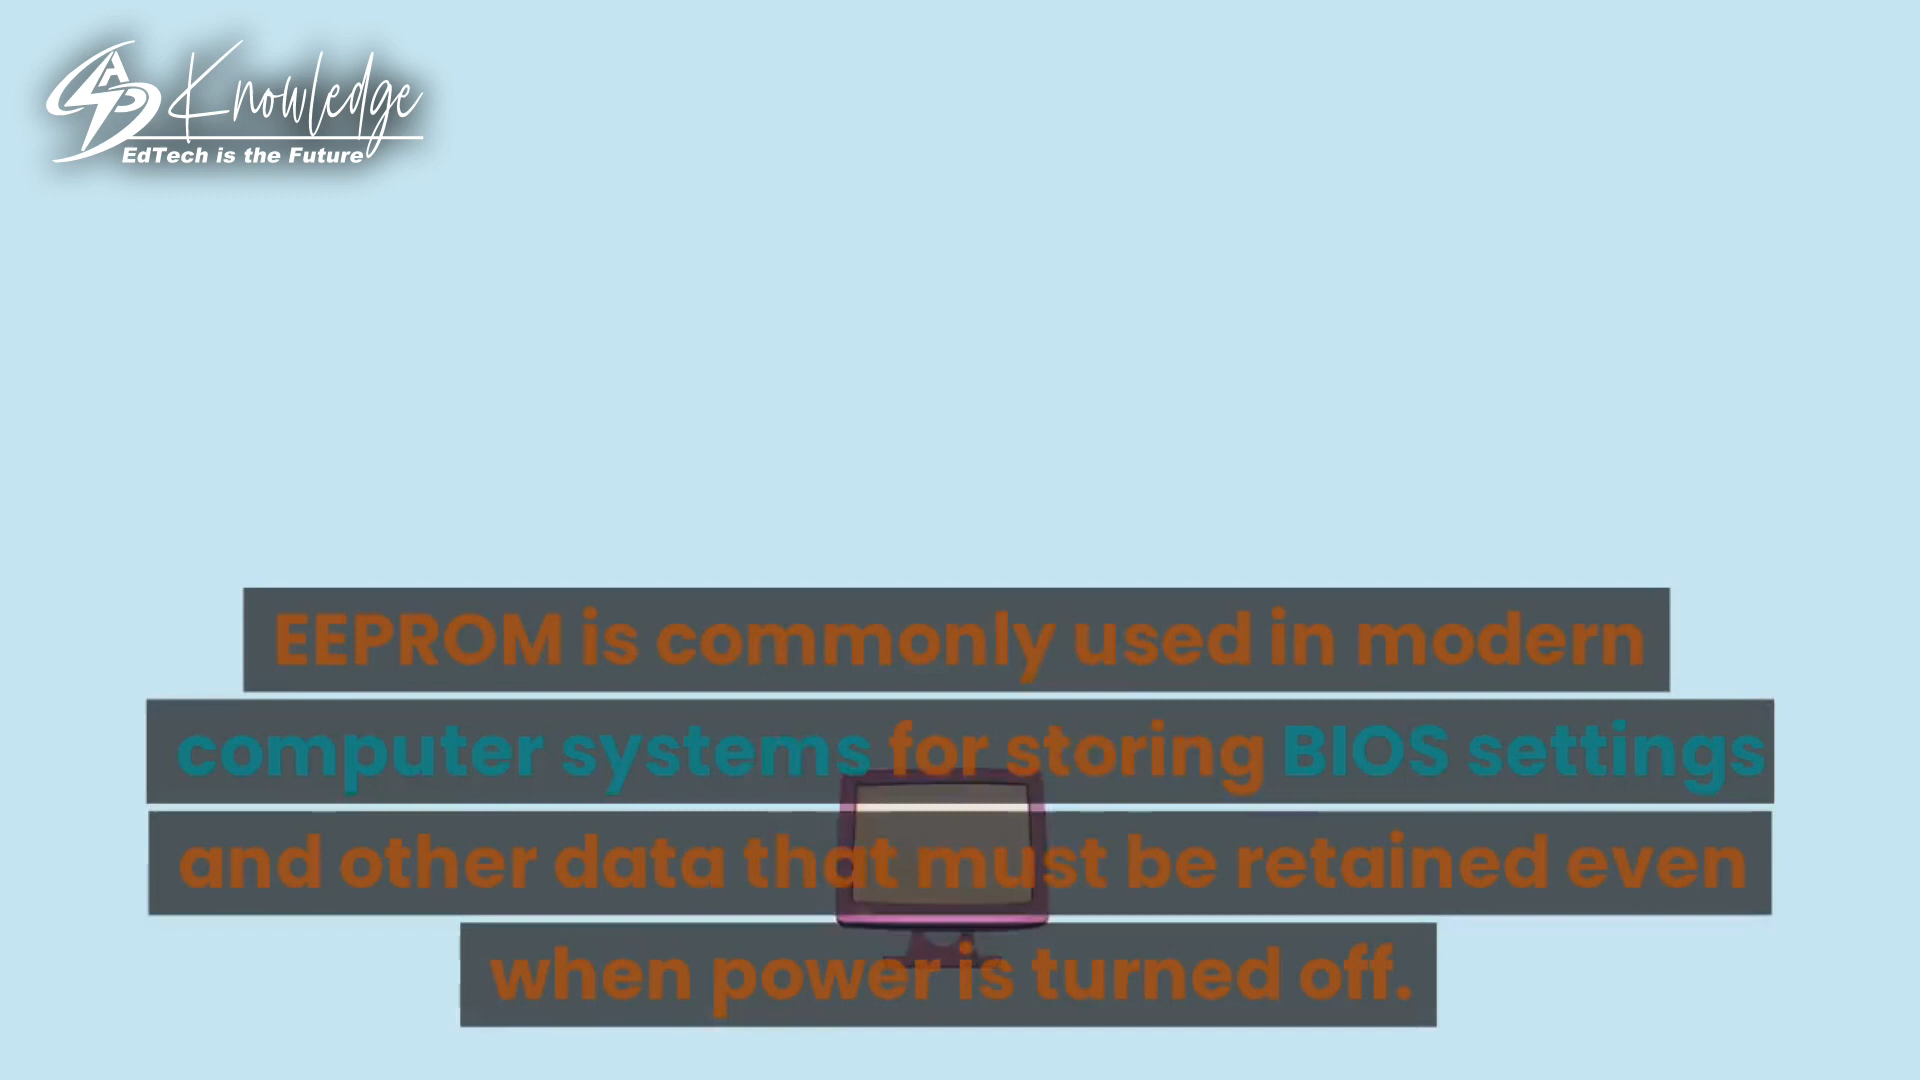 APD Knowledge
EdTech is the Future
EEPROM is commonly used in modern
computer systems for storing BIOS settings
and other data that must be retained even
when power is turned off.